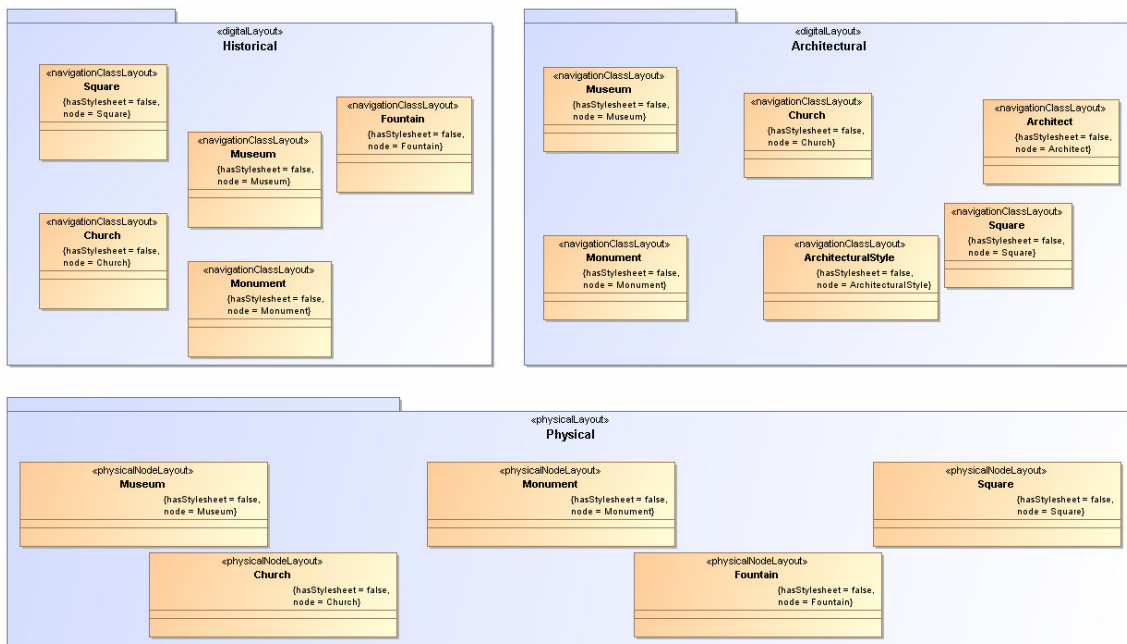 «digitalLayout»
Historical
«navigationClassLayout»
Square
{hasStylesheet = false,
node = Square}
«navigationClassLayout»
Fountain
{hasStylesheet = false,
node = Fountain}
«navigationClassLayout»
Museum
{hasStylesheet = false,
node = Museum}
«navigationClassLayout»
Church
{hasStylesheet = false,
node = Church}
«navigationClassLayout»
Monument
{hasStylesheet = false,
node = Monument}
«digitalLayout»
Architectural
«navigationClassLayout»
Museum
{hasStylesheet = false,
node = Museum}
«navigationClassLayout»
Church
{hasStylesheet = false,
node = Church}
«navigationClassLayout»
Architect
{hasStylesheet = false,
node = Architect}
«navigationClassLayout»
Square
{hasStylesheet = false,
node = Square}
«navigationClassLayout»
Monument
{hasStylesheet = false,
node = Monument}
«navigationClassLayout»
ArchitecturalStyle
{hasStylesheet = false,
node = ArchitecturalStyle}
«physicalLayout»
Physical
«physicalNodeLayout»
Museum
{hasStylesheet = false,
node = Museum}
«physicalNodeLayout»
Monument
{hasStylesheet = false,
node = Monument}
«physicalNodeLayout»
Square
{hasStylesheet = false,
node = Square}
«physicalNodeLayout»
Church
{hasStylesheet = false,
node = Church}
«physicalNodeLayout»
Fountain
{hasStylesheet = false,
node = Fountain}